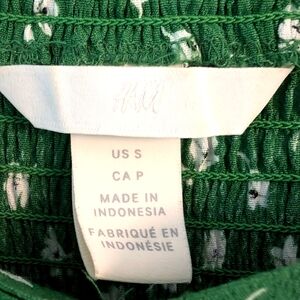 H&M
US S
CA P
MADE IN
INDONESIA
FABRIQUÉ EN
INDONÉSIE